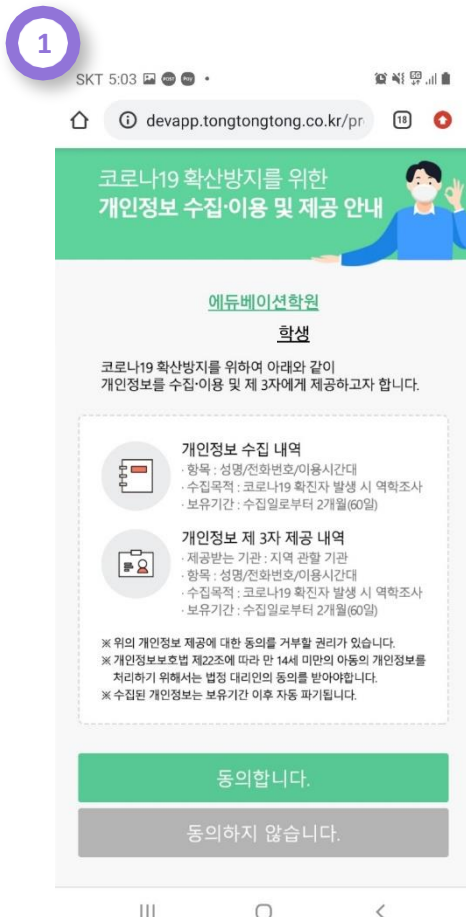 1
SKT 5:03
devapp.tongtongtong.co.kr/pr
18
코로나19 확산방지를 위한
개인정보 수집·이용 및 제공 안내
에듀베이션학원
학생
코로나19 확산방지를 위하여 아래와 같이
개인정보를 수집·이용 및 제 3자에게 제공하고자 합니다.
개인정보 수집 내역
· 항목 : 성명/전화번호/이용시간대
· 수집목적 : 코로나19 확진자 발생 시 역학조사
· 보유기간 : 수집일로부터 2개월(60일)
개인정보 제 3자 제공 내역
· 제공받는 기관 : 지역 관할 기관
· 항목 : 성명/전화번호/이용시간대
· 수집목적 : 코로나19 확진자 발생 시 역학조사
· 보유기간 : 수집일로부터 2개월(60일)
※ 위의 개인정보 제공에 대한 동의를 거부할 권리가 있습니다.
※ 개인정보보호법 제22조에 따라 만 14세 미만의 아동의 개인정보를
처리하기 위해서는 법정 대리인의 동의를 받아야합니다.
※ 수집된 개인정보는 보유기간 이후 자동 파기됩니다.
동의합니다.
동의하지 않습니다.